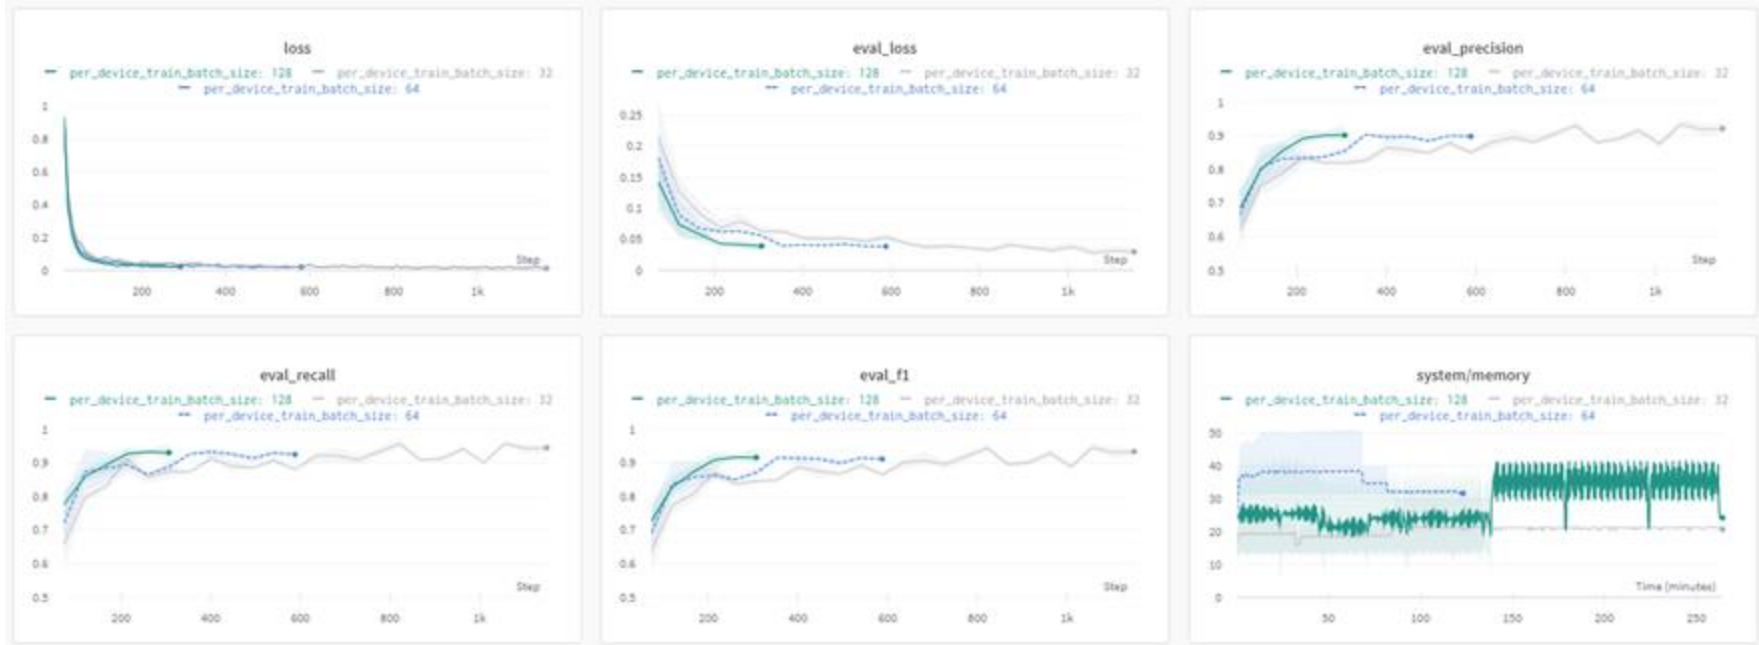 loss
per_device_train_batch_size: 128 per_device_train_batch_size: 32
per_device_train_batch_size: 64
1
0.8
0.6
0.4
0.2
0
Step
200 400 600 800 1k
eval_loss
per_device_train_batch_size: 128 per_device_train_batch_size: 32
per_device_train_batch_size: 64
0.25
0.2
0.15
0.1
0.05
0
Step
200 400 600 800 1k
eval_precision
per_device_train_batch_size: 128 per_device_train_batch_size: 32
per_device_train_batch_size: 64
1
0.9
0.8
0.7
0.6
0.5
Step
200 400 600 800 1k
eval_recall
per_device_train_batch_size: 128 per_device_train_batch_size: 32
per_device_train_batch_size: 64
1
0.9
0.8
0.7
0.6
0.5
Step
200 400 600 800 1k
eval_f1
per_device_train_batch_size: 128 per_device_train_batch_size: 32
per_device_train_batch_size: 64
1
0.9
0.8
0.7
0.6
0.5
Step
200 400 600 800 1k
system/memory
per_device_train_batch_size: 128 per_device_train_batch_size: 32
per_device_train_batch_size: 64
50
40
30
20
10
0
Time (minutes)
50 100 150 200 250